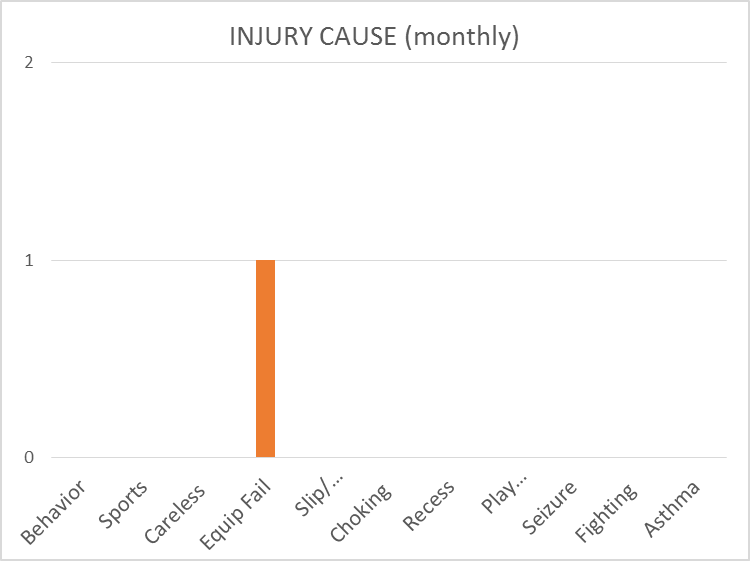 INJURY CAUSE (monthly)
2
1
0
Behavior
Sports
Careless
Equip Fail
Slip/...
Choking
Recess
Play...
Seizure
Fighting
Asthma